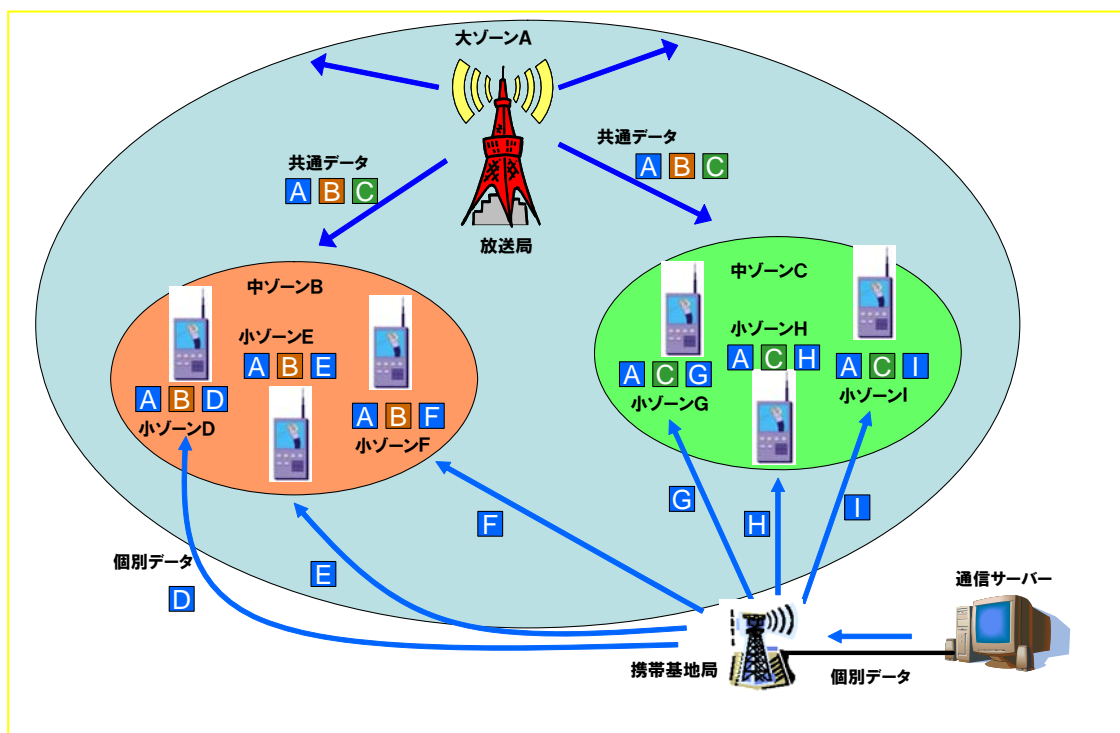 大ゾーンA
共通データ
A B C
共通データ
A B C
放送局
中ゾーンB
小ゾーンE
A B E
A B D
小ゾーンD
A B F
小ゾーンF
中ゾーンC
小ゾーンH
A C H
A C G
小ゾーンG
A C I
小ゾーンI
個別データ
D
E
F
G
H
I
通信サーバー
携帯基地局
個別データ